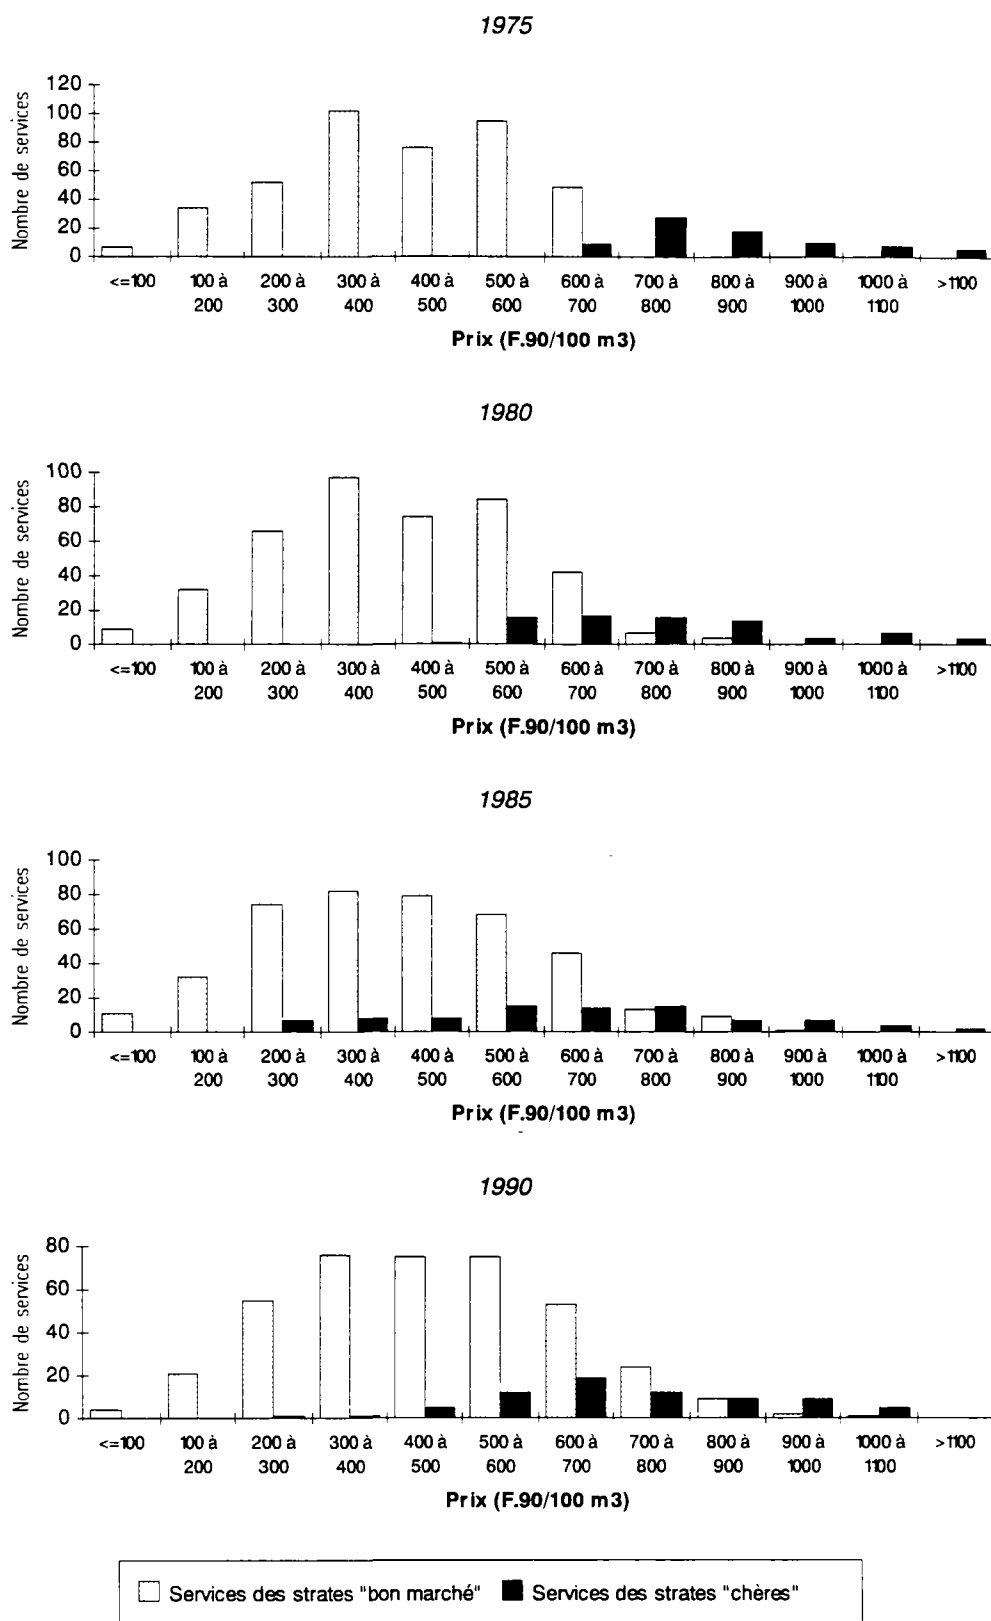 1975
Nombre de services
120
100
80
60
40
20
0
<=100 100 à 200 à 300 à 400 à 500 à 600 à 700 à 800 à 900 à 1000 à >1100
200 300 400 500 600 700 800 900 1000 1100
Prix (F.90/100 m3)
1980
Nombre de services
100
80
60
40
20
0
<=100 100 à 200 à 300 à 400 à 500 à 600 à 700 à 800 à 900 à 1000 à >1100
200 300 400 500 600 700 800 900 1000 1100
Prix (F.90/100 m3)
1985
Nombre de services
100
80
60
40
20
0
<=100 100 à 200 à 300 à 400 à 500 à 600 à 700 à 800 à 900 à 1000 à >1100
200 300 400 500 600 700 800 900 1000 1100
Prix (F.90/100 m3)
1990
Nombre de services
80
60
40
20
0
<=100 100 à 200 à 300 à 400 à 500 à 600 à 700 à 800 à 900 à 1000 à >1100
200 300 400 500 600 700 800 900 1000 1100
Prix (F.90/100 m3)
Services des strates "bon marché" Services des strates "chères"